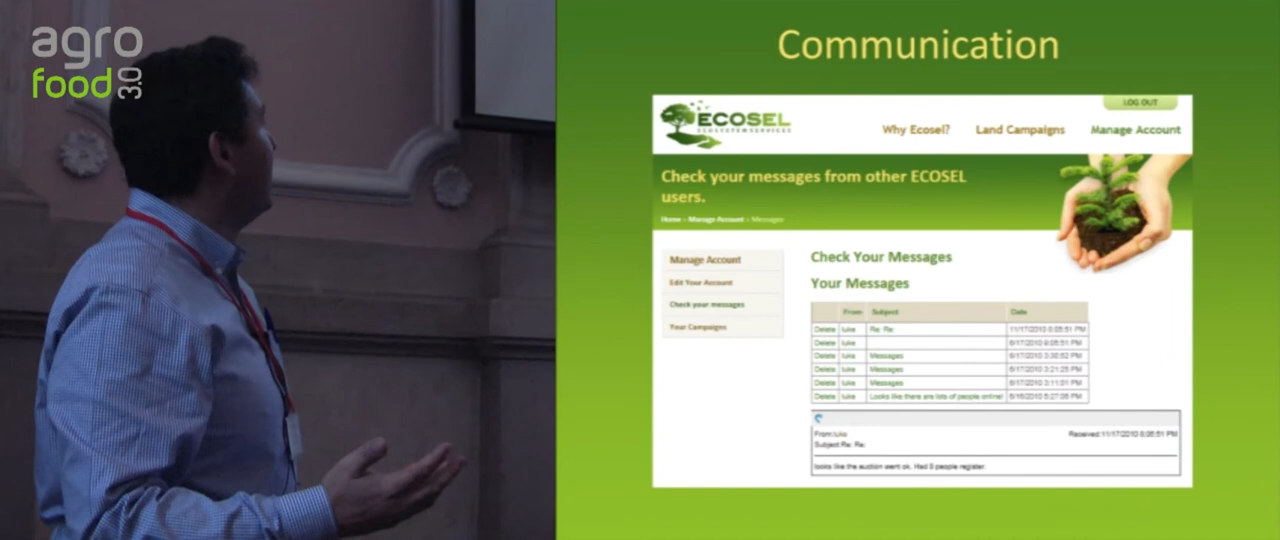 agro
food 3.0
Communication
LOG OUT
ECOSEL
ECOSYSTEM SERVICES
Why Ecosel? Land Campaigns Manage Account
Check your messages from other ECOSEL
users.
Home > Manage Account > Messages
Manage Account
Edit Your Account
Check your messages
Your Campaigns
Check Your Messages
Your Messages
From Subject Date
Delete luke Re: Re: 11/17/2010 8:05:51 PM
Delete luke 6/17/2010 9:05:51 PM
Delete luke Messages 6/17/2010 3:30:52 PM
Delete luke Messages 6/17/2010 3:21:25 PM
Delete luke Messages 6/17/2010 3:11:01 PM
Delete luke Looks like there are lots of people online! 6/16/2010 5:27:08 PM
From:luke Received:11/17/2010 8:05:51 PM
Subject:Re: Re:
looks like the auction went ok. Had 8 people register.